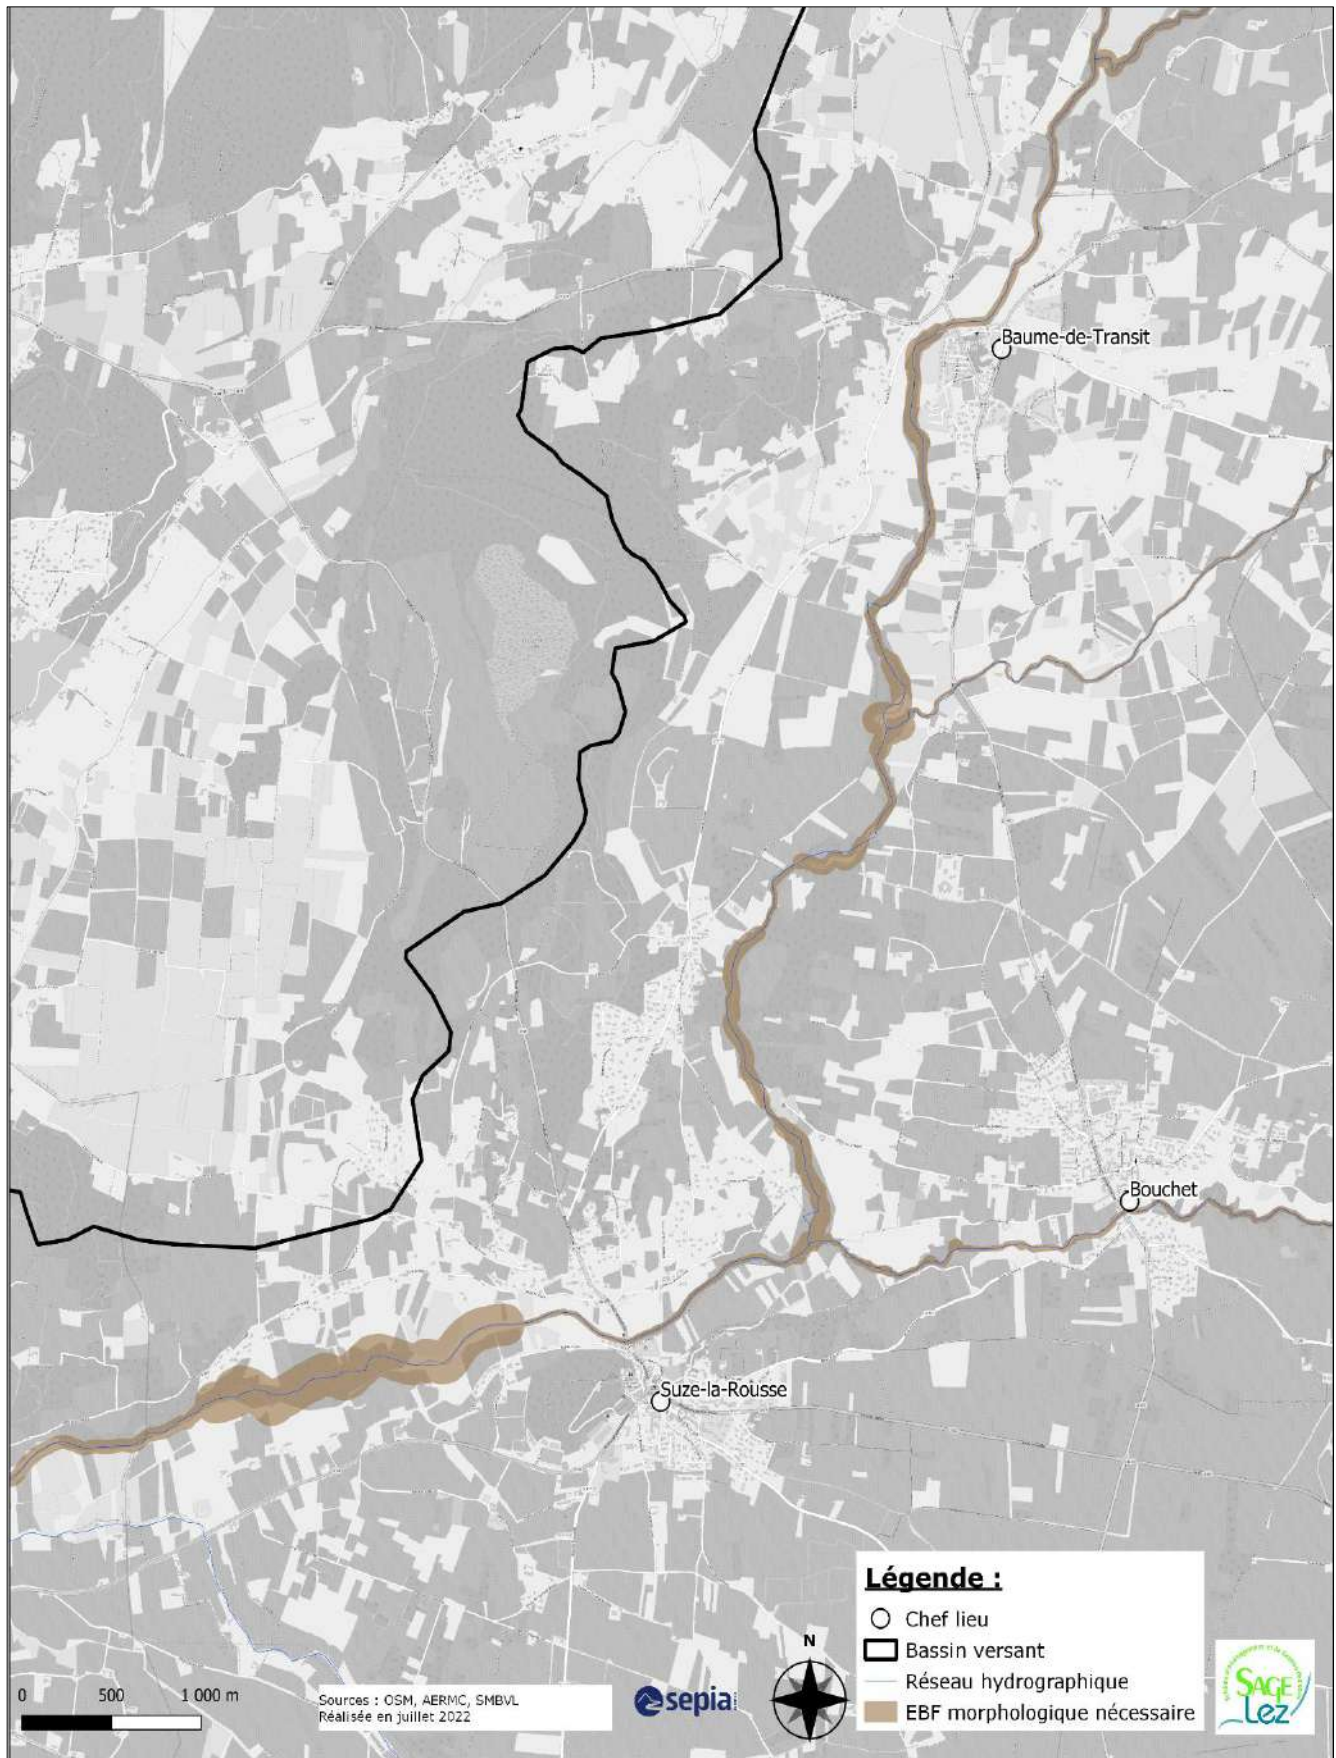 Baume-de-Transit
Bouchet
Suze-la-Rousse
Légende :
Chef lieu
Bassin versant
Réseau hydrographique
EBF morphologique nécessaire
N
0 500 1 000 m
Sources : OSM, AERMC, SMBVL
Réalisée en juillet 2022
sepia
SAGE
Lez